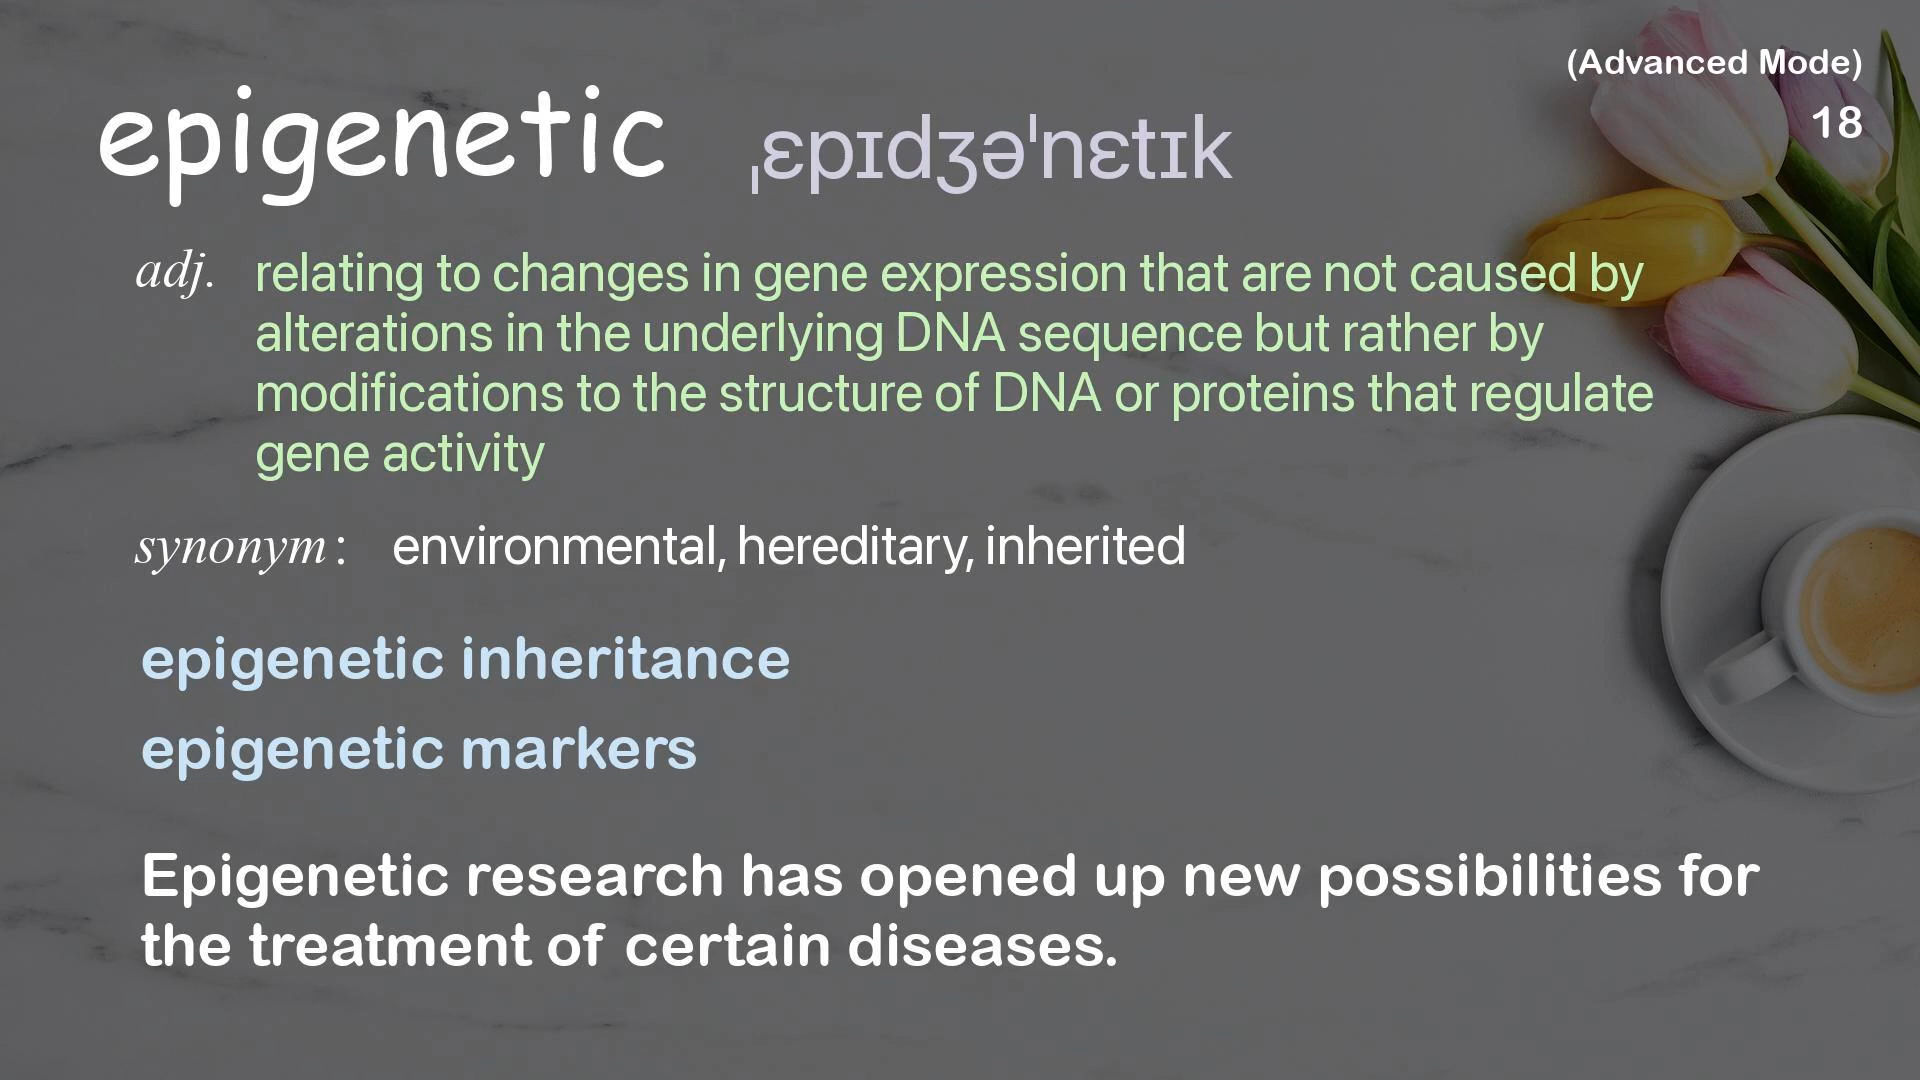 (Advanced Mode)
epigenetic ˌɛpɪdʒəˈnɛtɪk
18
adj. relating to changes in gene expression that are not caused by
alterations in the underlying DNA sequence but rather by
modifications to the structure of DNA or proteins that regulate
gene activity
synonym: environmental, hereditary, inherited
epigenetic inheritance
epigenetic markers
Epigenetic research has opened up new possibilities for
the treatment of certain diseases.